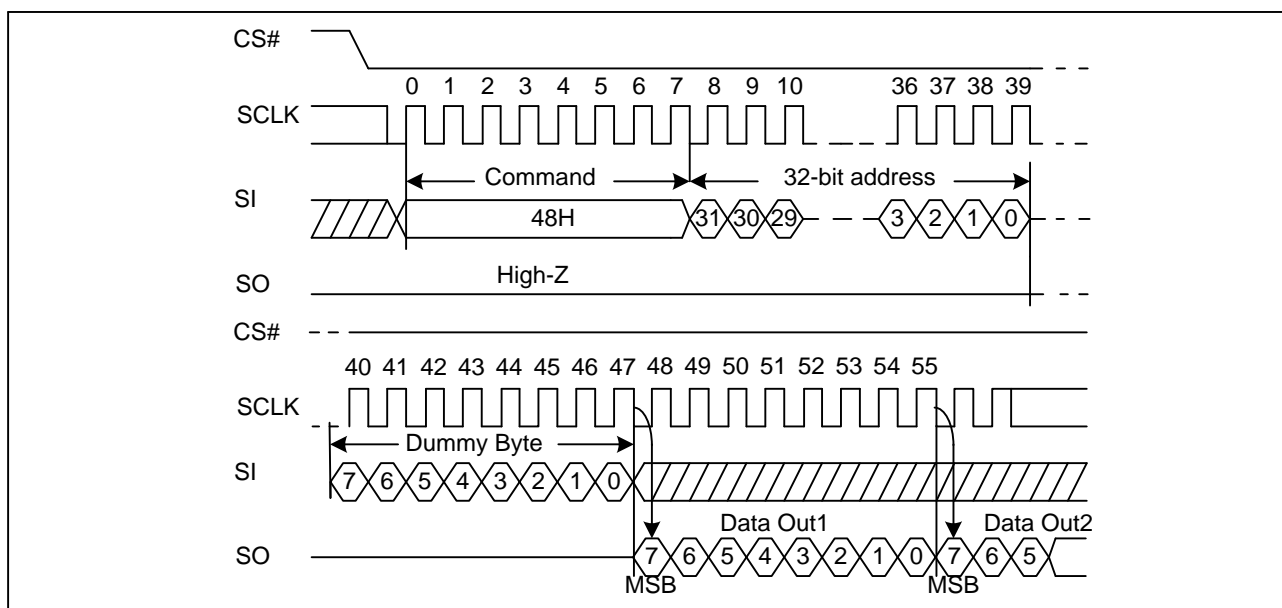 CS#
0 1 2 3 4 5 6 7 8 9 10 36 37 38 39
SCLK
Command 32-bit address
SI
48H 31 30 29 3 2 1 0
High-Z
SO
CS#
40 41 42 43 44 45 46 47 48 49 50 51 52 53 54 55
SCLK
Dummy Byte
SI
7 6 5 4 3 2 1 0
Data Out1 Data Out2
SO
7 6 5 4 3 2 1 0 7 6 5
MSB MSB